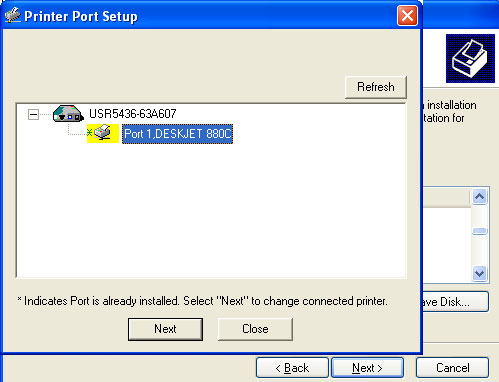 Printer Port Setup
Refresh
USR5436-63A607
* Port 1,DESKJET 880C
* Indicates Port is already installed. Select "Next" to change connected printer.
Next
Close
installation
tation for
ave Disk...
< Back
Next >
Cancel